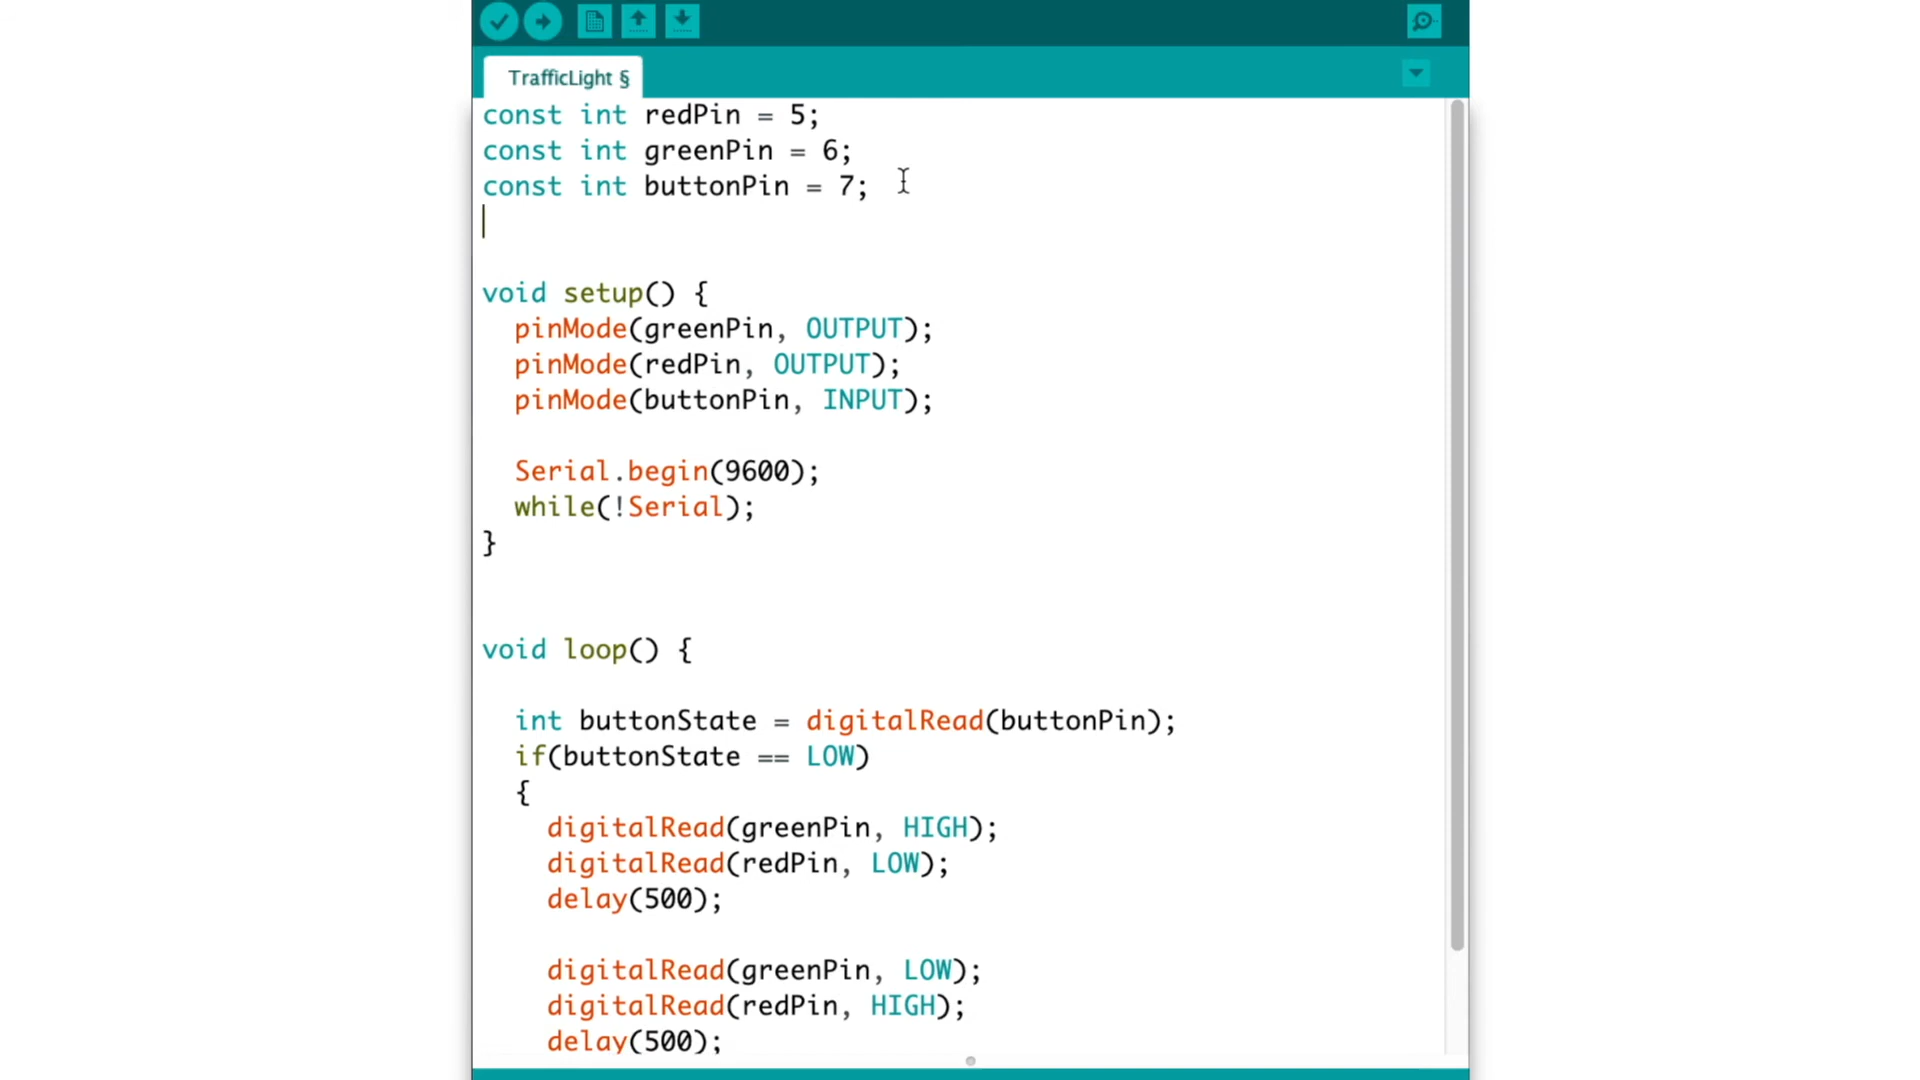 TrafficLight §
const int redPin = 5;
const int greenPin = 6;
const int buttonPin = 7;
void setup() {
pinMode(greenPin, OUTPUT);
pinMode(redPin, OUTPUT);
pinMode(buttonPin, INPUT);
Serial.begin(9600);
while(!Serial);
}
void loop() {
int buttonState = digitalRead(buttonPin);
if(buttonState == LOW)
{
digitalRead(greenPin, HIGH);
digitalRead(redPin, LOW);
delay(500);
digitalRead(greenPin, LOW);
digitalRead(redPin, HIGH);
delay(500);